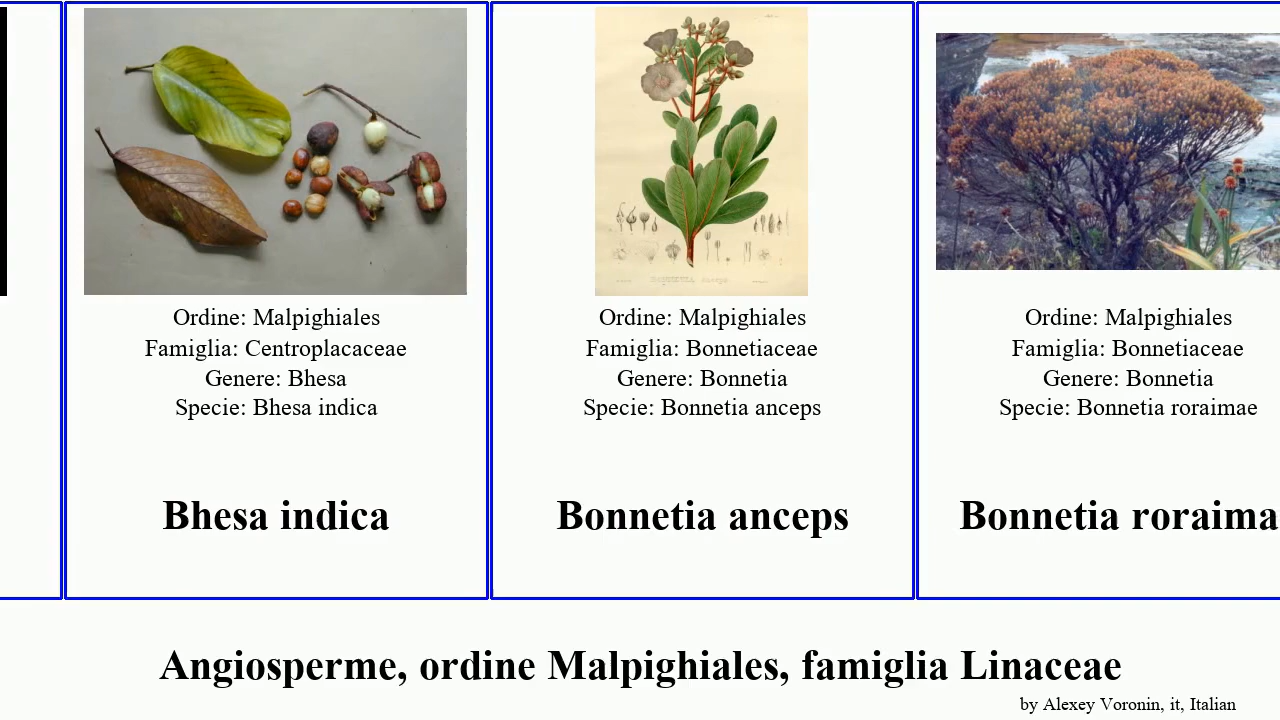 Ordine: Malpighiales
Famiglia: Centroplacaceae
Genere: Bhesa
Specie: Bhesa indica
Bhesa indica
Ordine: Malpighiales
Famiglia: Bonnetiaceae
Genere: Bonnetia
Specie: Bonnetia anceps
Bonnetia anceps
Ordine: Malpighiales
Famiglia: Bonnetiaceae
Genere: Bonnetia
Specie: Bonnetia roraimae
Bonnetia roraima
Angiosperme, ordine Malpighiales, famiglia Linaceae
by Alexey Voronin, it, Italian